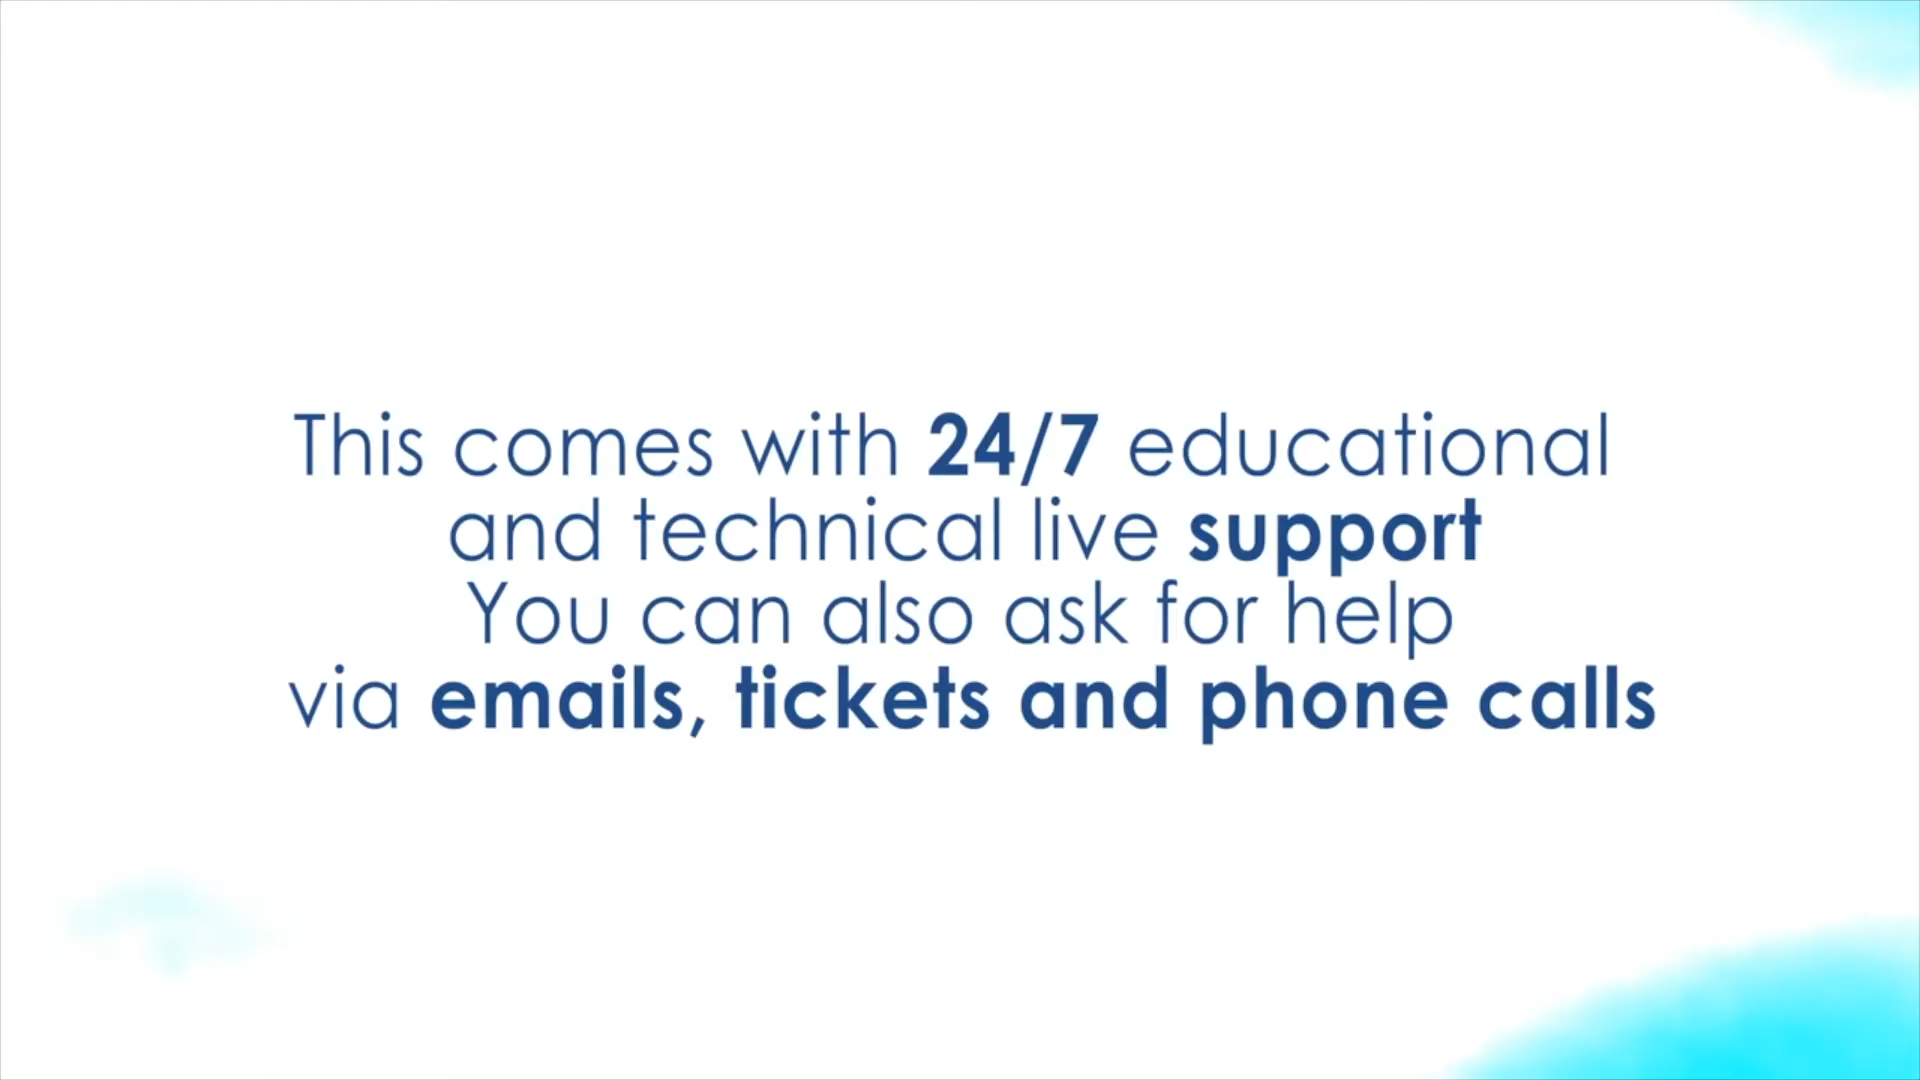 This comes with 24/7 educational
and technical live support
You can also ask for help
via emails, tickets and phone calls